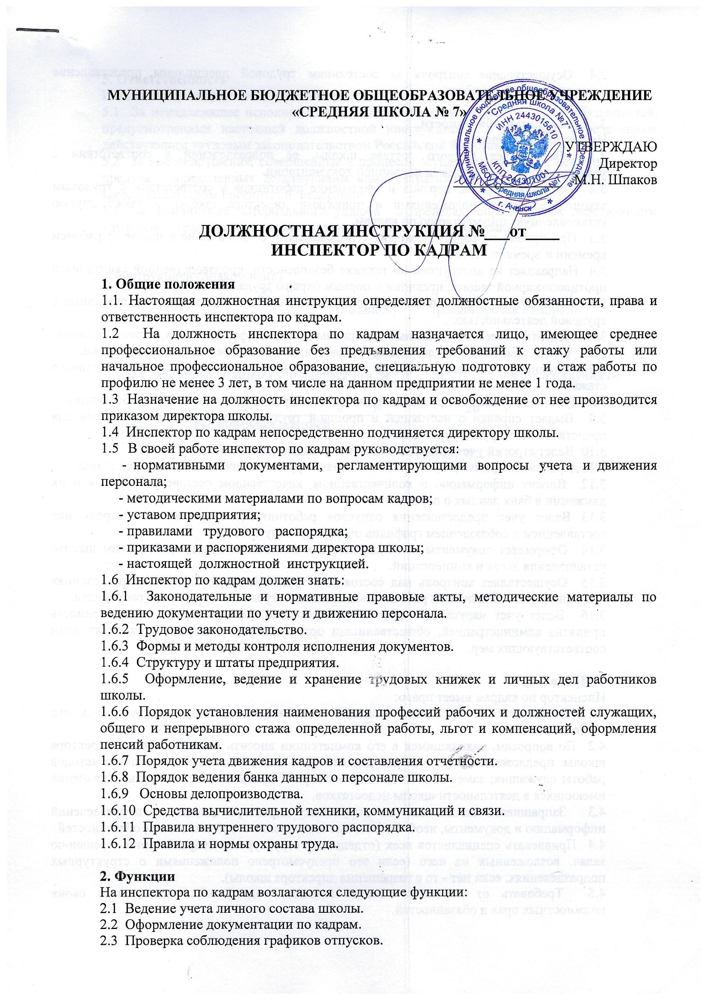 МУНИЦИПАЛЬНОЕ БЮДЖЕТНОЕ ОБЩЕОБРАЗОВАТЕЛЬНОЕ УЧРЕЖДЕНИЕ
«СРЕДНЯЯ ШКОЛА № 7»
Муниципальное бюджетное общеобразовательное учреждение
"Средняя школа №7"
ИНН 2443015610
КПП 244301001
МБОУ "Средняя школа №7"
г. Ачинск
УТВЕРЖДАЮ
Директор
М.Н. Шпаков
ДОЛЖНОСТНАЯ ИНСТРУКЦИЯ №___от____
ИНСПЕКТОР ПО КАДРАМ
1. Общие положения
1.1. Настоящая должностная инструкция определяет должностные обязанности, права и
ответственность инспектора по кадрам.
1.2 На должность инспектора по кадрам назначается лицо, имеющее среднее
профессиональное образование без предъявления требований к стажу работы или
начальное профессиональное образование, специальную подготовку и стаж работы по
профилю не менее 3 лет, в том числе на данном предприятии не менее 1 года.
1.3 Назначение на должность инспектора по кадрам и освобождение от нее производится
приказом директора школы.
1.4 Инспектор по кадрам непосредственно подчиняется директору школы.
1.5 В своей работе инспектор по кадрам руководствуется:
- нормативными документами, регламентирующими вопросы учета и движения
персонала;
- методическими материалами по вопросам кадров;
- уставом предприятия;
- правилами трудового распорядка;
- приказами и распоряжениями директора школы;
- настоящей должностной инструкцией.
1.6 Инспектор по кадрам должен знать:
1.6.1 Законодательные и нормативные правовые акты, методические материалы по
ведению документации по учету и движению персонала.
1.6.2 Трудовое законодательство.
1.6.3 Формы и методы контроля исполнения документов.
1.6.4 Структуру и штаты предприятия.
1.6.5 Оформление, ведение и хранение трудовых книжек и личных дел работников
школы.
1.6.6 Порядок установления наименования профессий рабочих и должностей служащих,
общего и непрерывного стажа определенной работы, льгот и компенсаций, оформления
пенсий работникам.
1.6.7 Порядок учета движения кадров и составления отчетности.
1.6.8 Порядок ведения банка данных о персонале школы.
1.6.9 Основы делопроизводства.
1.6.10 Средства вычислительной техники, коммуникаций и связи.
1.6.11 Правила внутреннего трудового распорядка.
1.6.12 Правила и нормы охраны труда.
2. Функции
На инспектора по кадрам возлагаются следующие функции:
2.1 Ведение учета личного состава школы.
2.2 Оформление документации по кадрам.
2.3 Проверка соблюдения графиков отпусков.